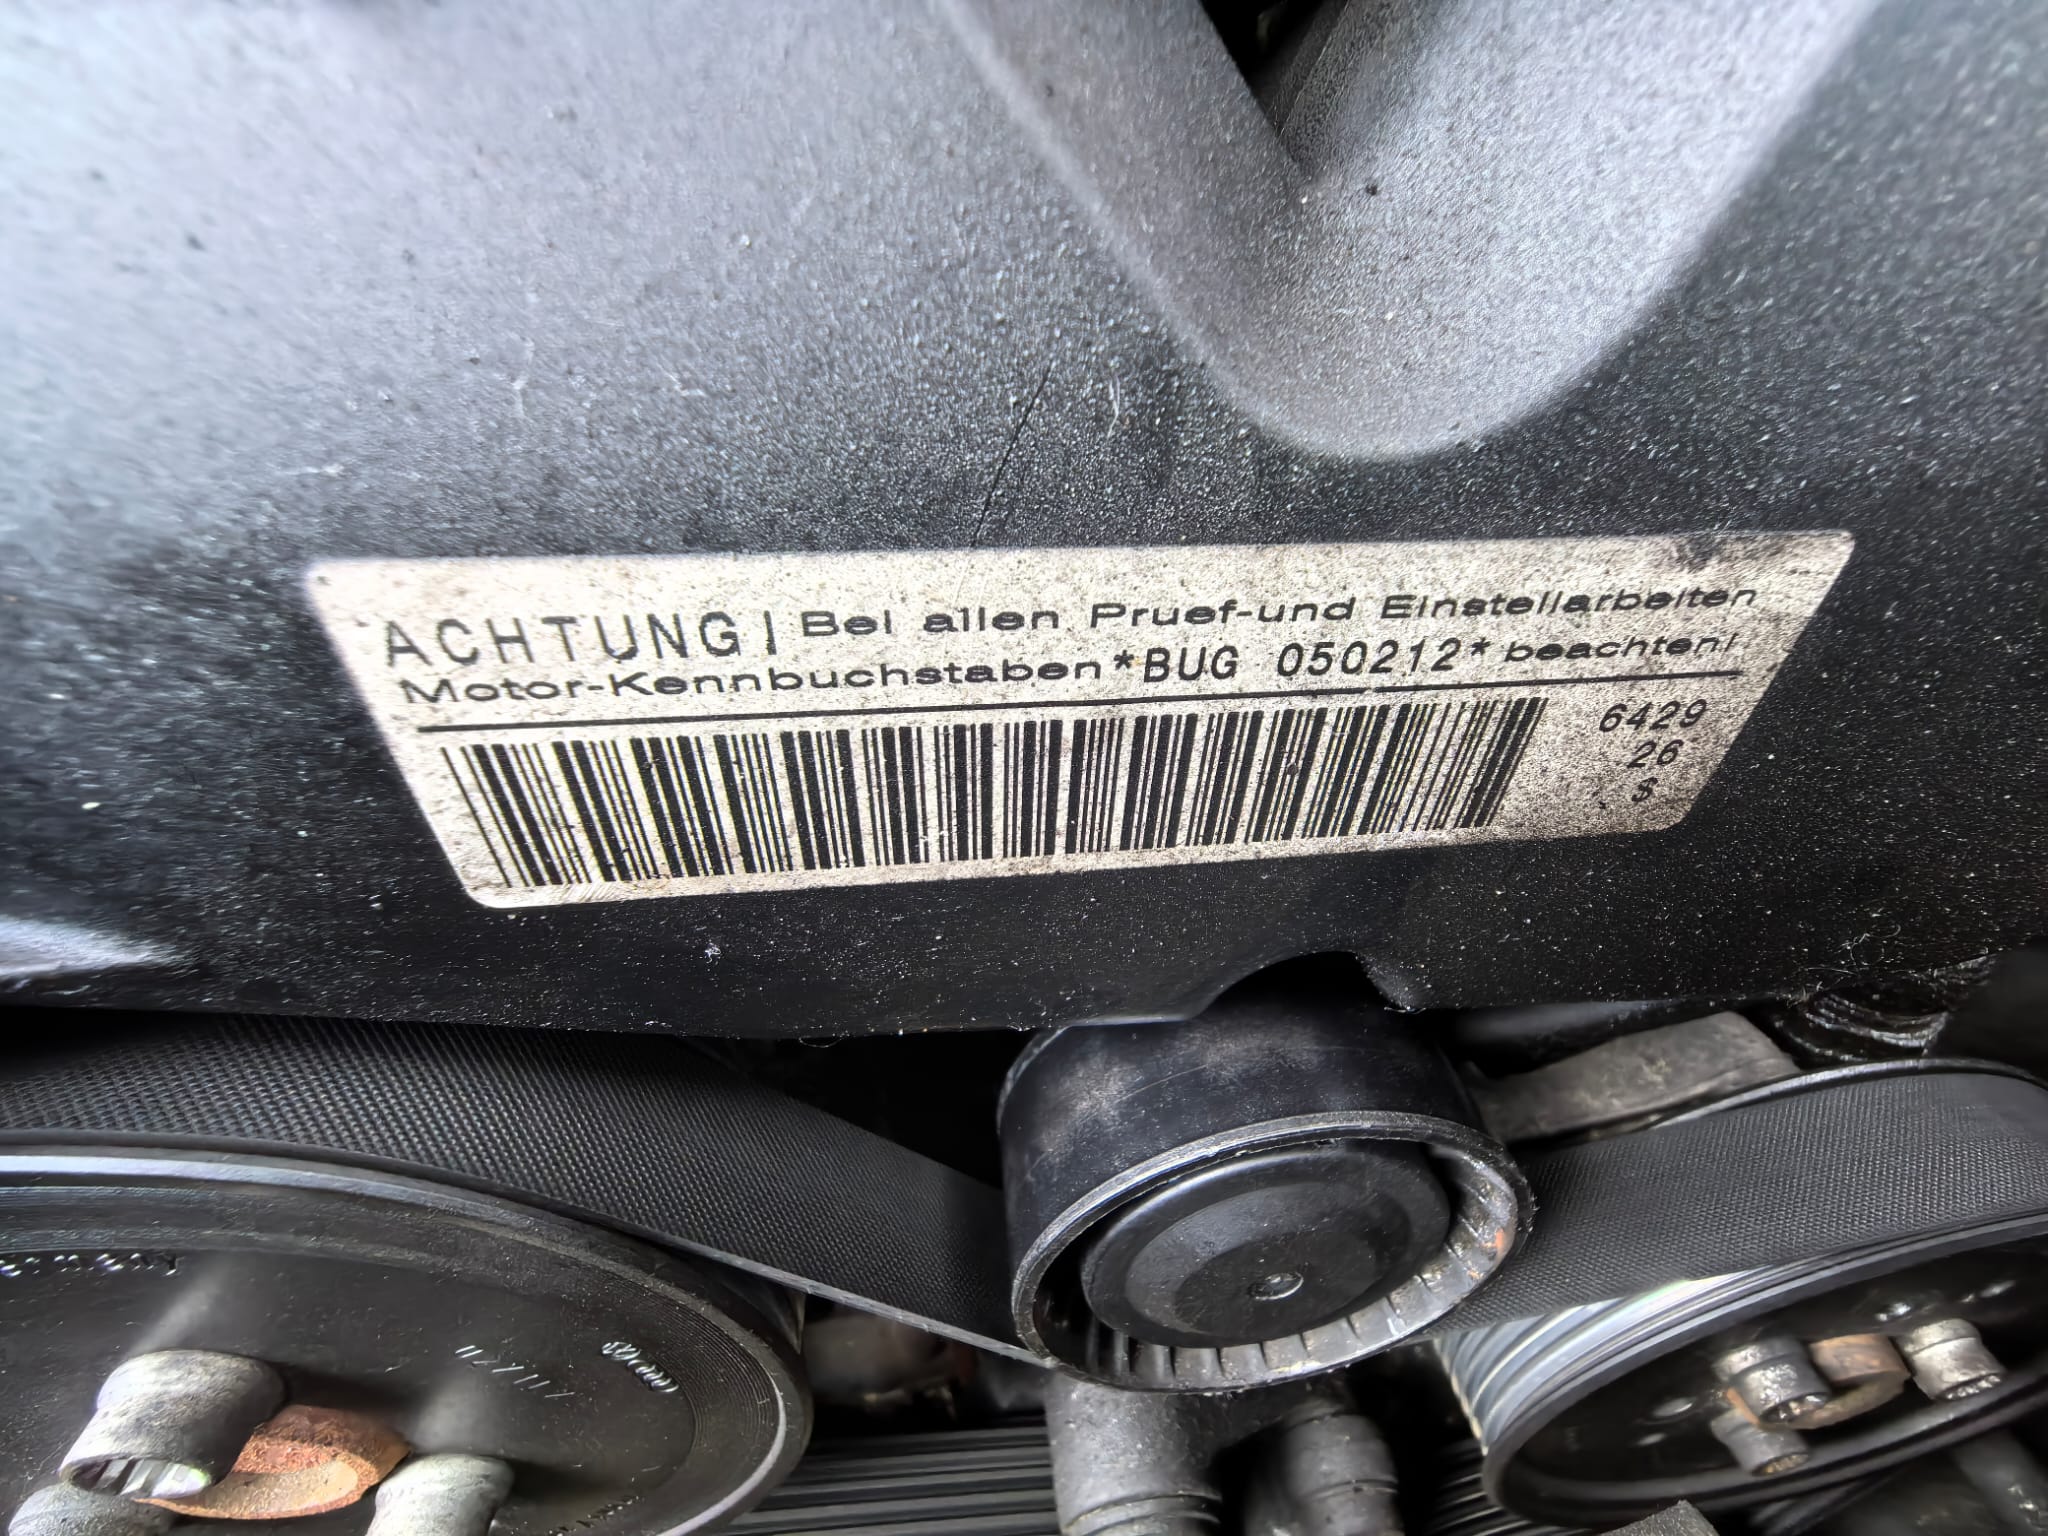 ACHTUNG! Bei allen Pruef-und Einstellarbeiten
Motor-Kennbuchstaben*BUG 050212*beachten!
6429
26
$